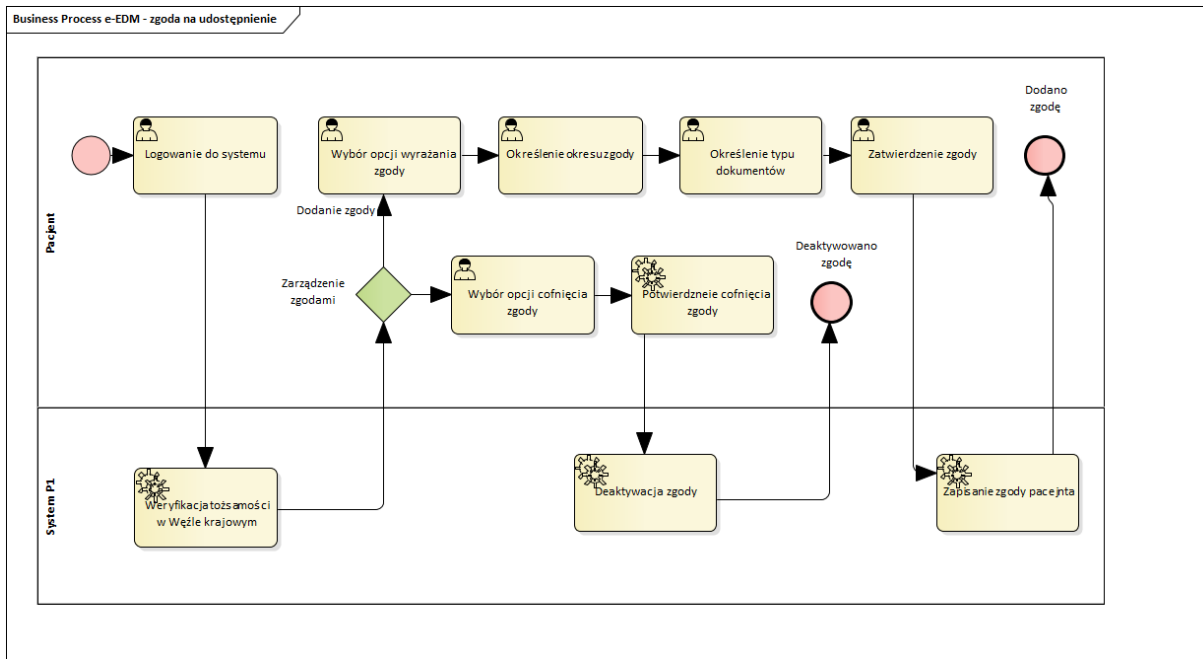 Business Process e-EDM - zgoda na udostępnienie
Dodano
zgodę
Logowanie do systemu
Wybór opcji wyrażania
zgody
Określenie okresu zgody
Określenie typu
dokumentów
Zatwierdzenie zgody
Pacjent
Dodanie zgody
Zarządzenie
zgodami
Wybór opcji cofnięcia
zgody
Potwierdzneie cofnięcia
zgody
Deaktywowano
zgodę
System P1
Weryfikacja tożsamości
w Węźle krajowym
Deaktywacja zgody
Zapisanie zgody pacejnta